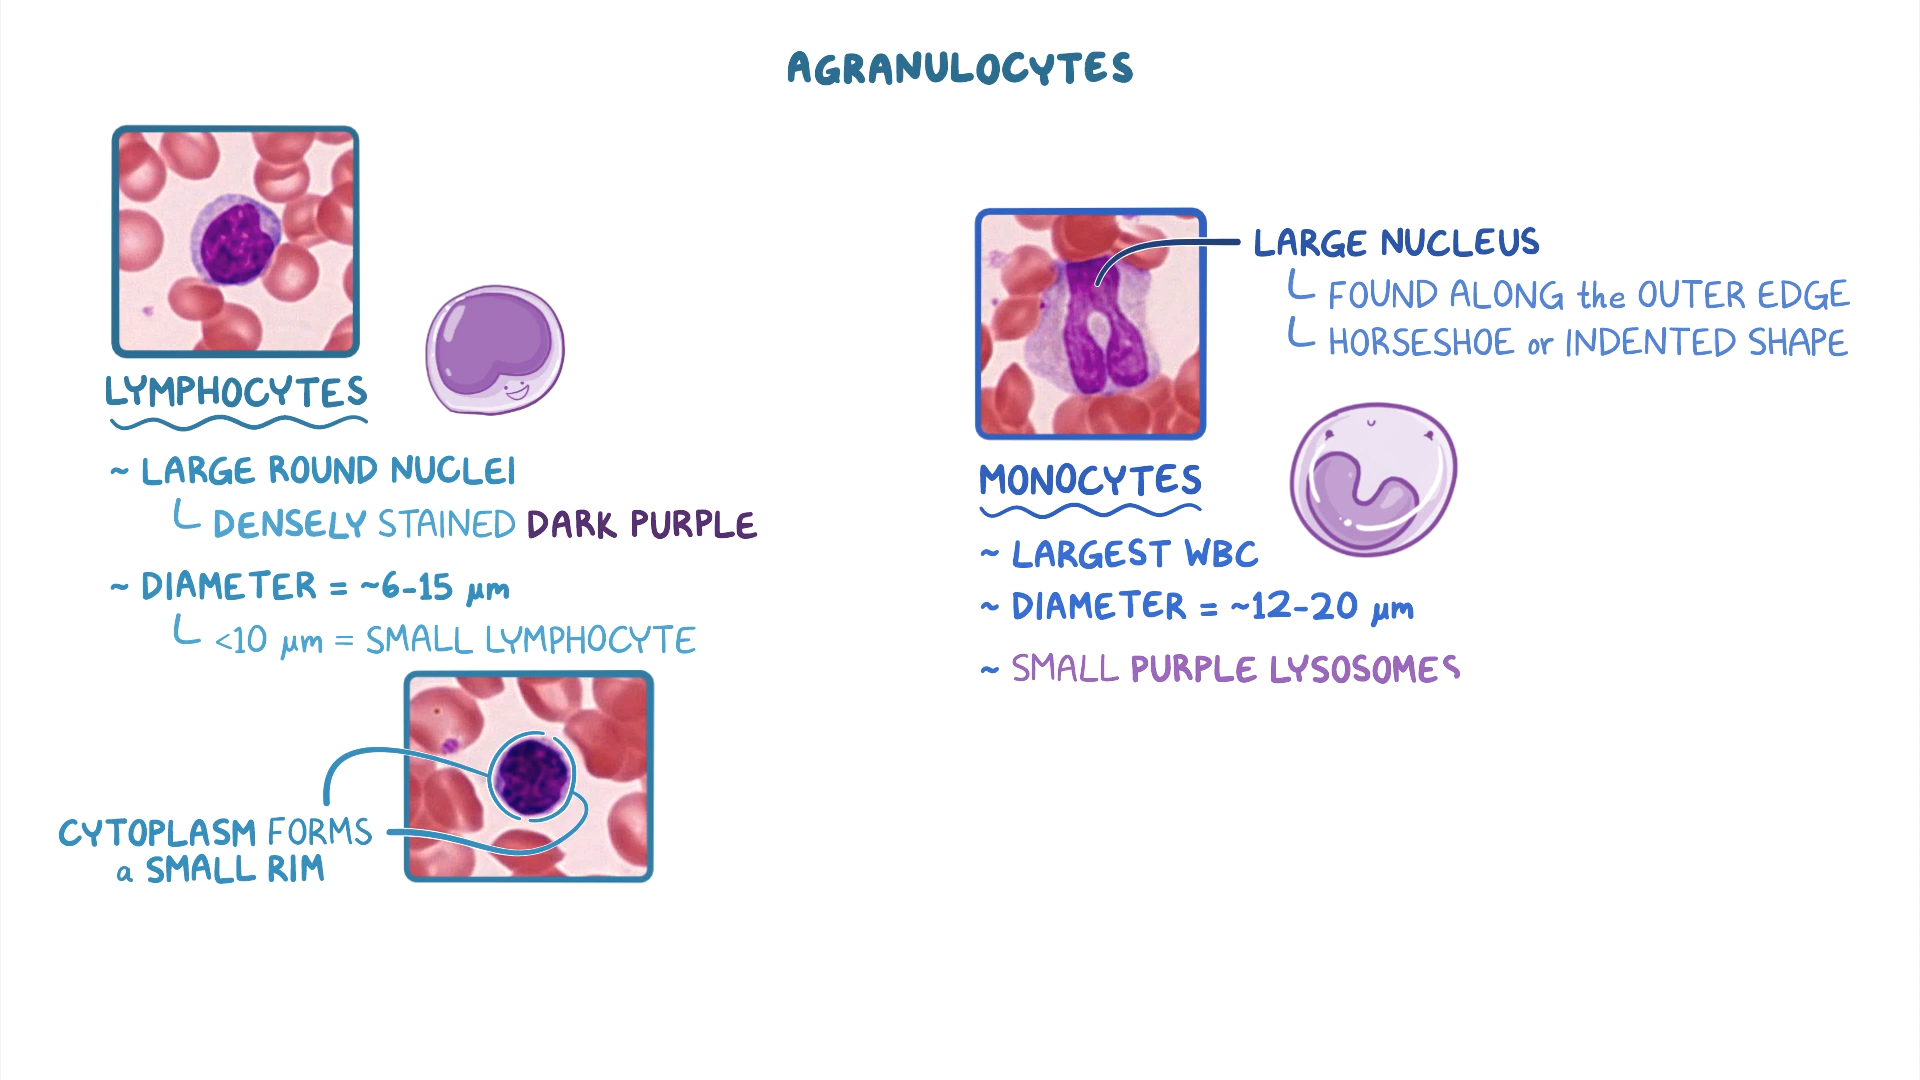 AGRANULOCYTES
LYMPHOCYTES
~ LARGE ROUND NUCLEI
DENSELY STAINED DARK PURPLE
~ DIAMETER = ~6-15 µm
<10 µm = SMALL LYMPHOCYTE
CYTOPLASM FORMS
a SMALL RIM
LARGE NUCLEUS
FOUND ALONG the OUTER EDGE
HORSESHOE or INDENTED SHAPE
MONOCYTES
~ LARGEST WBC
~ DIAMETER = ~12-20 µm
~ SMALL PURPLE LYSOSOMES